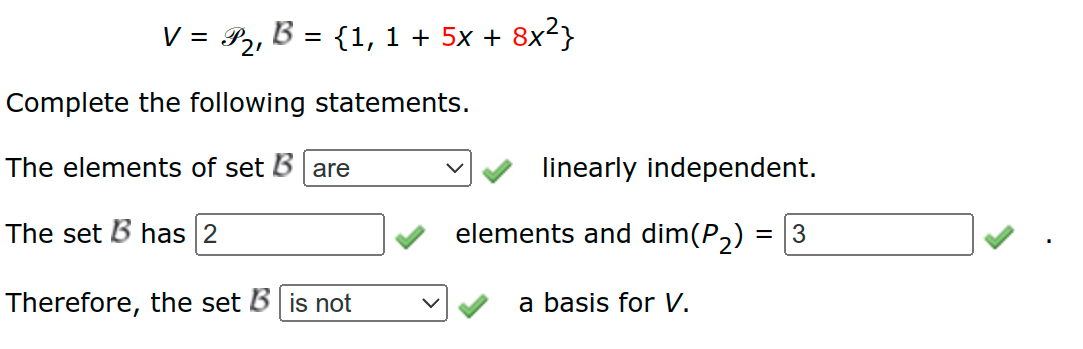 V = 𝒫₂, ℬ = {1, 1 + 5x + 8x²}
Complete the following statements.
The elements of set ℬ are linearly independent.
The set ℬ has 2 elements and dim(P₂) = 3 .
Therefore, the set ℬ is not a basis for V.